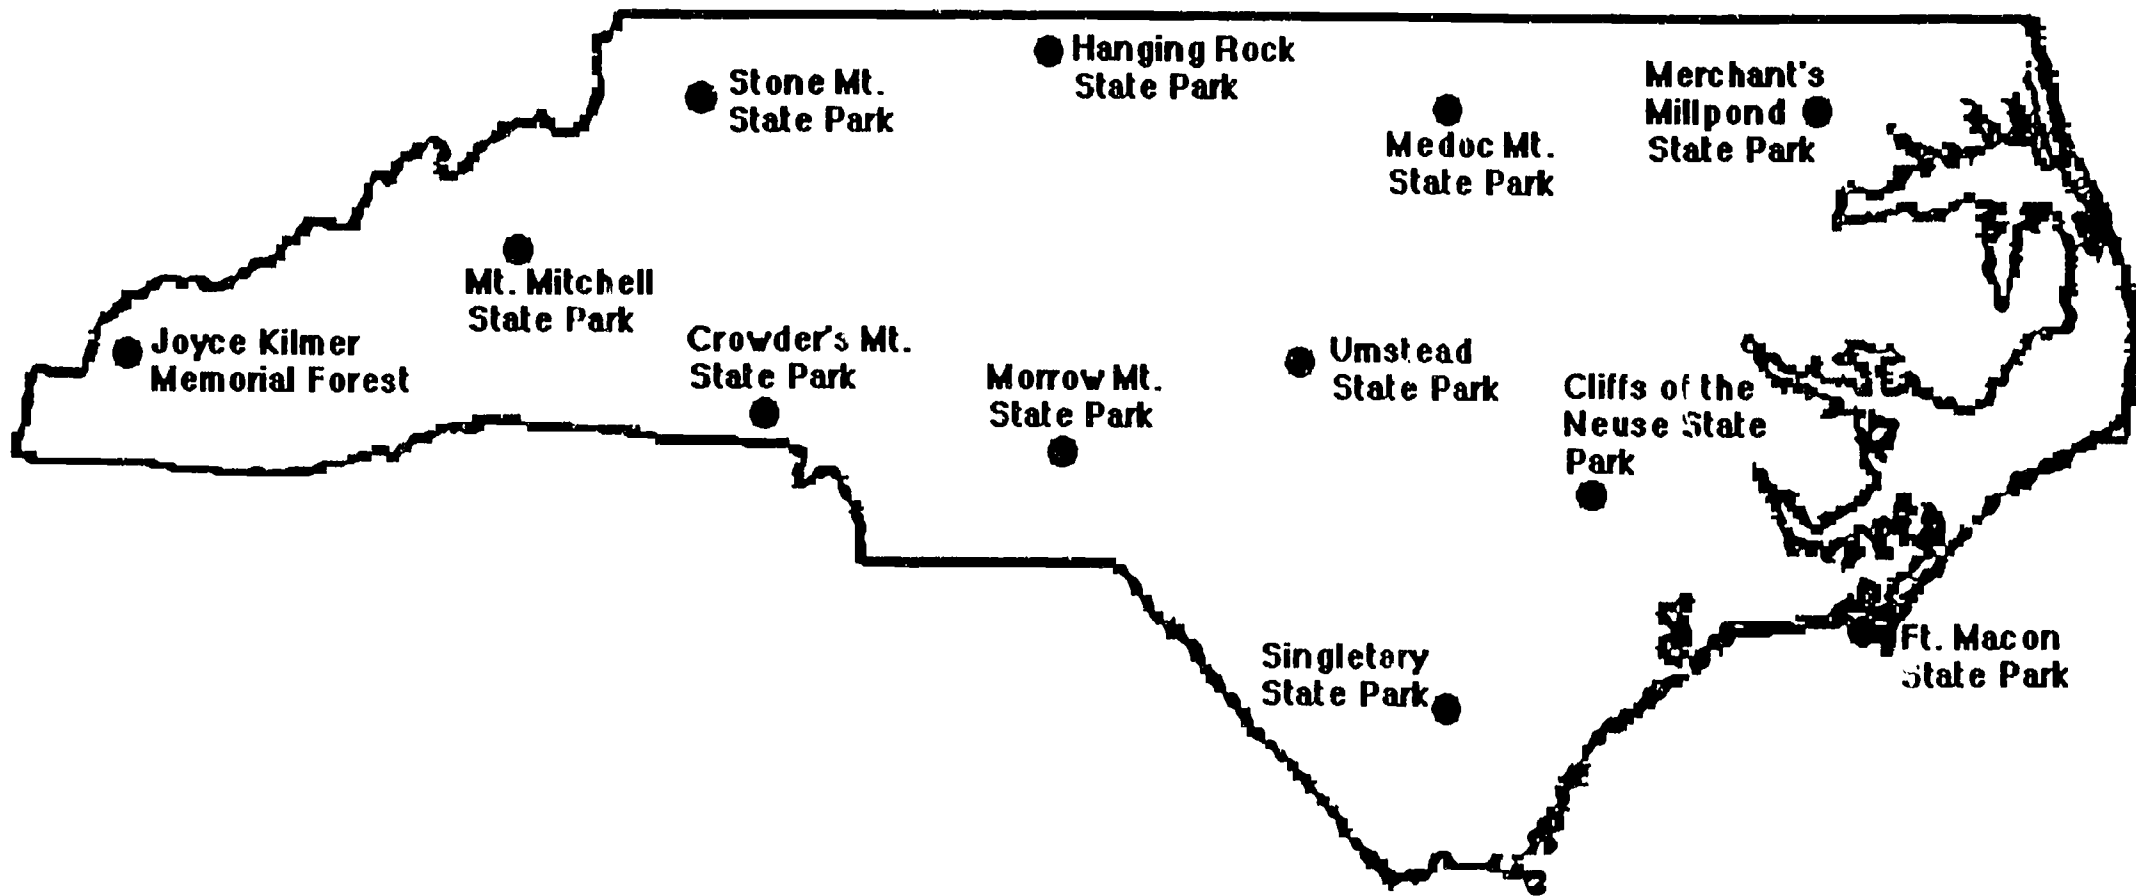 Hanging Rock
State Park
Stone Mt.
State Park
Merchant's
Millpond
State Park
Medoc Mt.
State Park
Mt. Mitchell
State Park
Joyce Kilmer
Memorial Forest
Crowder's Mt.
State Park
Morrow Mt.
State Park
Umstead
State Park
Cliffs of the
Neuse State
Park
Singletary
State Park
Ft. Macon
State Park